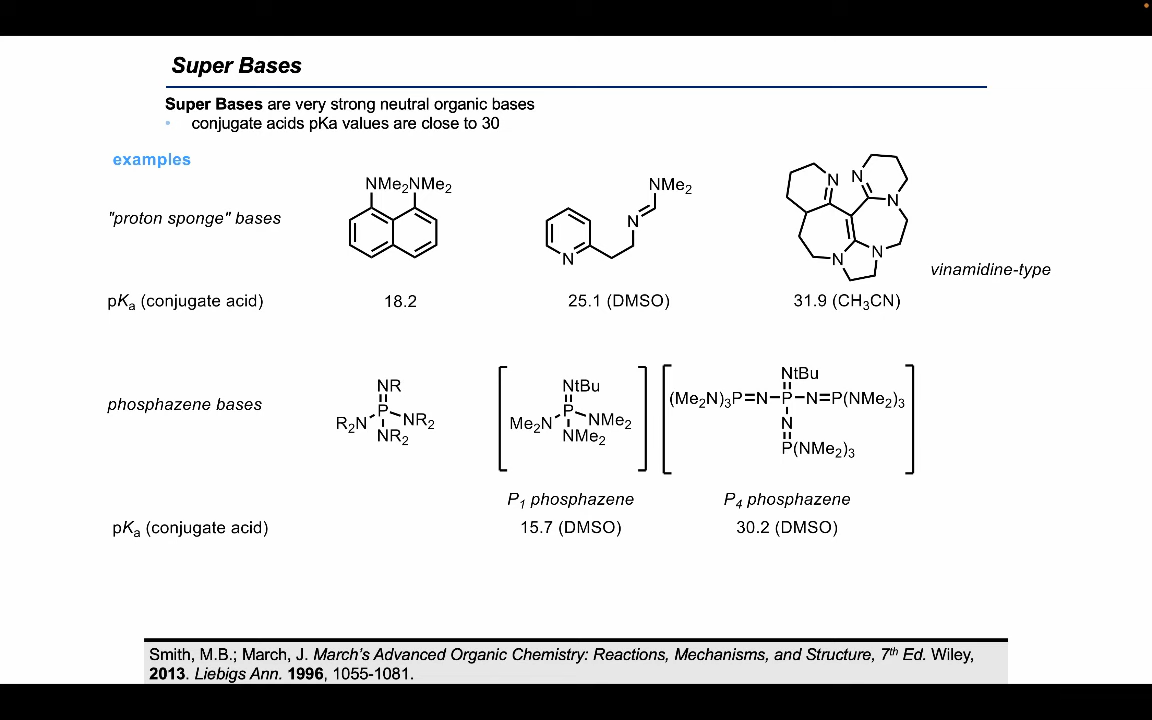 Super Bases
Super Bases are very strong neutral organic bases
• conjugate acids pKa values are close to 30
examples
"proton sponge" bases
NMe₂NMe₂
N
N
NMe₂
N
N
N
N
N
vinamidine-type
pKₐ (conjugate acid)
18.2
25.1 (DMSO)
31.9 (CH₃CN)
phosphazene bases
NR
P
R₂N
NR₂
NR₂
NtBu
P
Me₂N
NMe₂
NMe₂
NtBu
(Me₂N)₃P=N–P–N=P(NMe₂)₃
N
P(NMe₂)₃
P₁ phosphazene
P₄ phosphazene
pKₐ (conjugate acid)
15.7 (DMSO)
30.2 (DMSO)
Smith, M.B.; March, J. March's Advanced Organic Chemistry: Reactions, Mechanisms, and Structure, 7th Ed. Wiley,
2013. Liebigs Ann. 1996, 1055-1081.